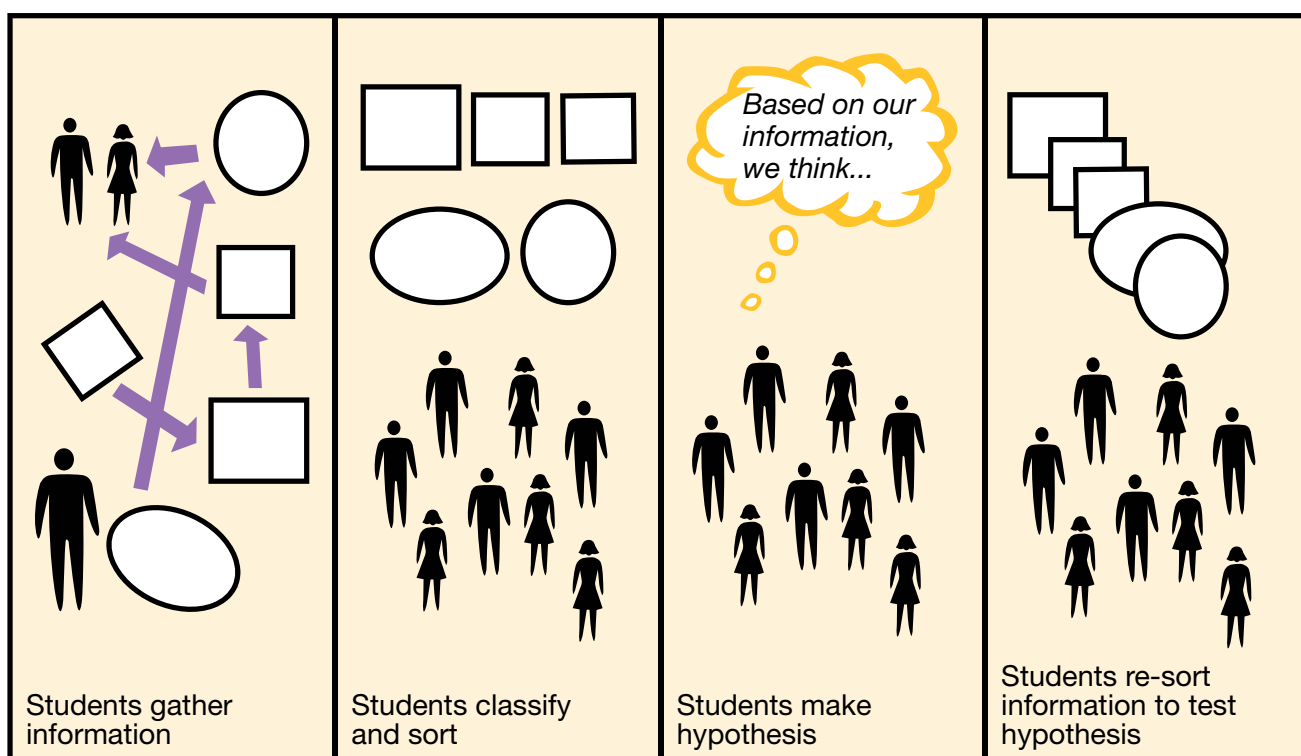 Based on our
information,
we think...
Students gather
information
Students classify
and sort
Students make
hypothesis
Students re-sort
information to test
hypothesis